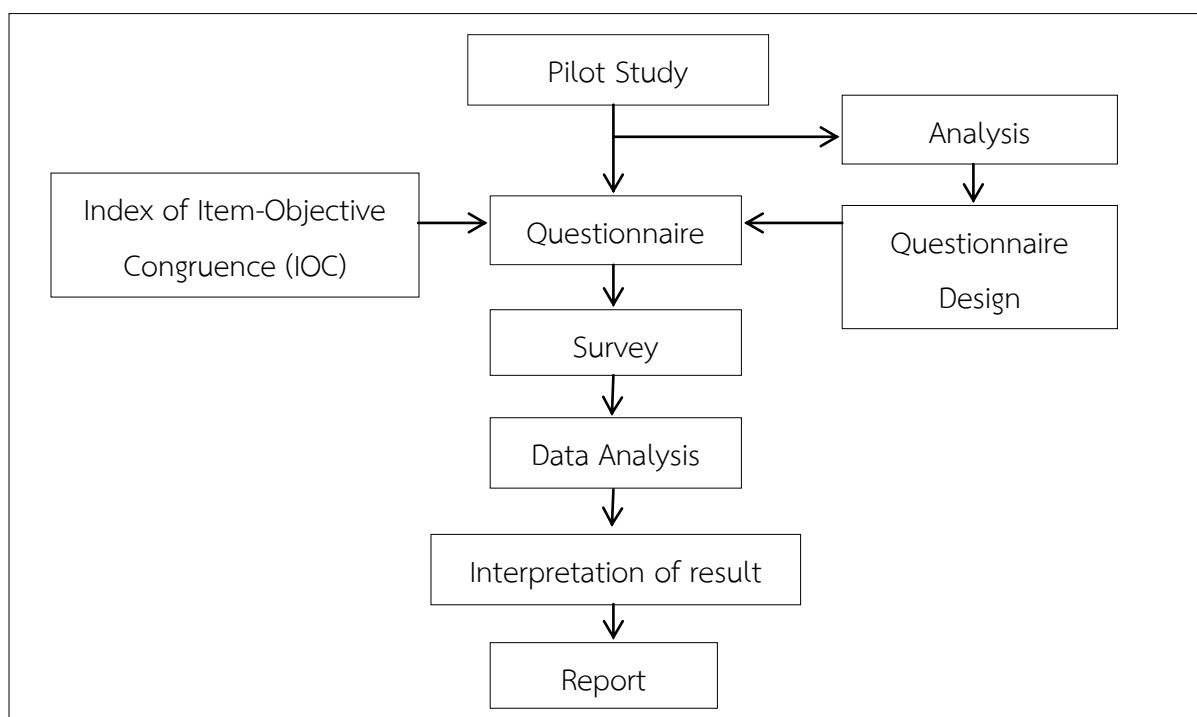 Pilot Study
Analysis
Index of Item-Objective
Congruence (IOC)
Questionnaire
Questionnaire
Design
Survey
Data Analysis
Interpretation of result
Report